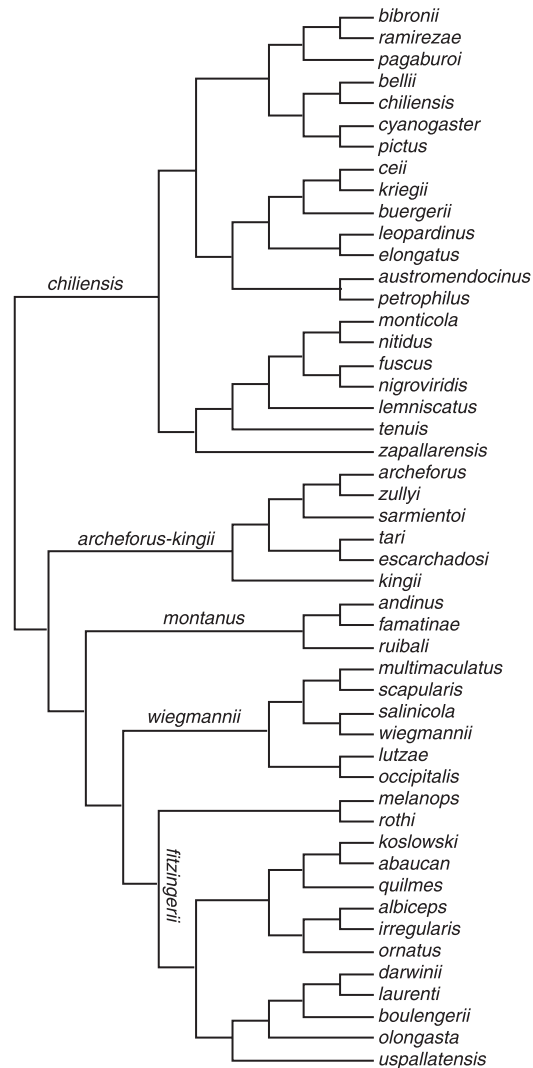 bibronii
ramirezae
pagaburoi
bellii
chiliensis
cyanogaster
pictus
ceii
kriegii
buergerii
leopardinus
elongatus
austromendocinus
chiliensis
petrophilus
monticola
nitidus
fuscus
nigroviridis
lemniscatus
tenuis
zapallarensis
archeforus
zullyi
sarmientoi
archeforus-kingii
tari
escarchadosi
kingii
andinus
montanus
famatinae
ruibali
multimaculatus
scapularis
salinicola
wiegmannii
wiegmannii
lutzae
occipitalis
melanops
rothi
koslowski
abaucan
fitzingerii
quilmes
albiceps
irregularis
ornatus
darwinii
laurenti
boulengerii
olongasta
uspallatensis